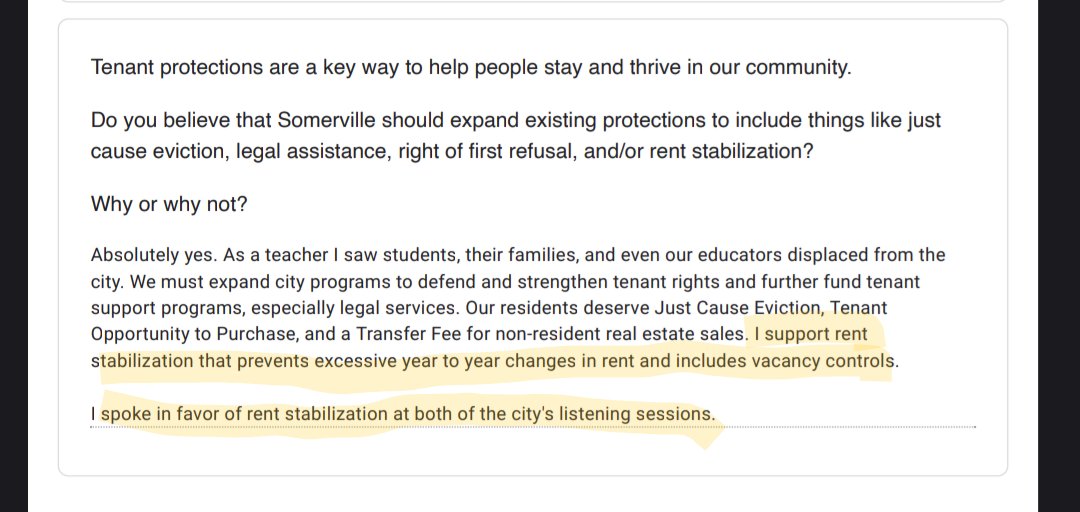 Tenant protections are a key way to help people stay and thrive in our community.
Do you believe that Somerville should expand existing protections to include things like just
cause eviction, legal assistance, right of first refusal, and/or rent stabilization?
Why or why not?
Absolutely yes. As a teacher I saw students, their families, and even our educators displaced from the
city. We must expand city programs to defend and strengthen tenant rights and further fund tenant
support programs, especially legal services. Our residents deserve Just Cause Eviction, Tenant
Opportunity to Purchase, and a Transfer Fee for non-resident real estate sales. I support rent
stabilization that prevents excessive year to year changes in rent and includes vacancy controls.
I spoke in favor of rent stabilization at both of the city's listening sessions.